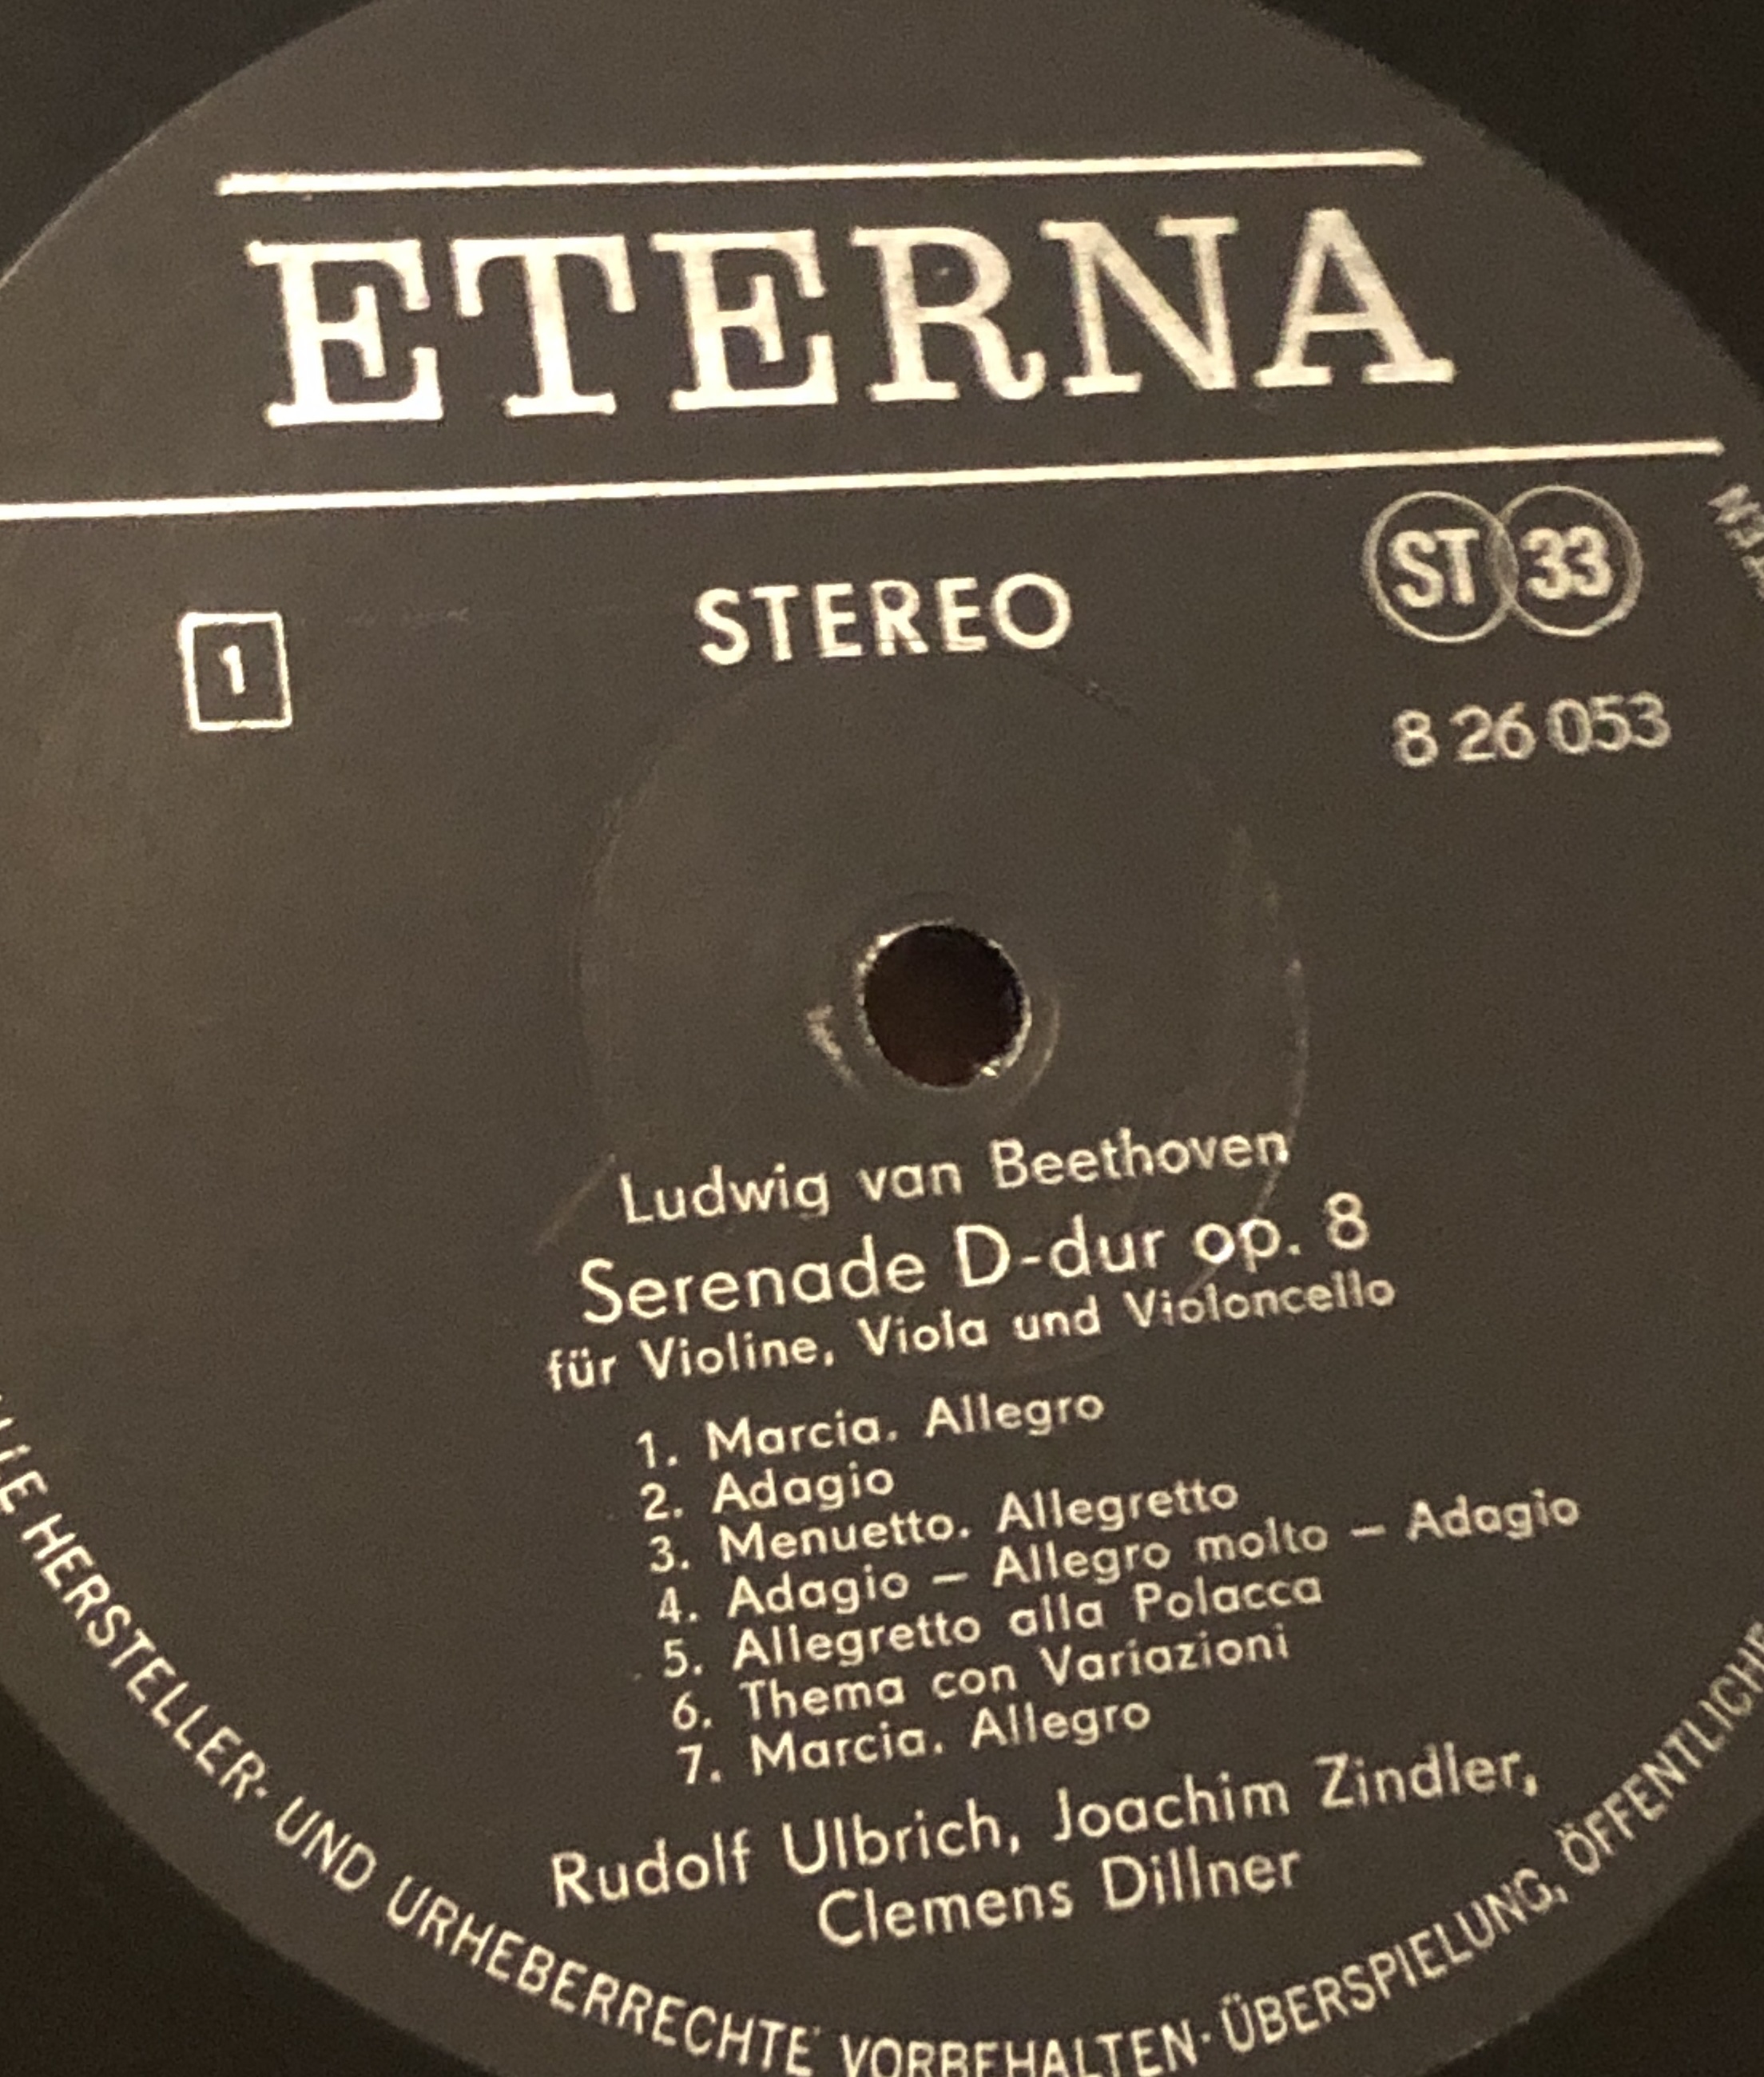 ETERNA
STEREO
ST 33
1
8 26 053
Ludwig van Beethoven
Serenade D-dur op. 8
für Violine, Viola und Violoncello
1. Marcia. Allegro
2. Adagio
3. Menuetto. Allegretto
4. Adagio – Allegro molto – Adagio
5. Allegretto alla Polacca
6. Thema con Variazioni
7. Marcia. Allegro
Rudolf Ulbrich, Joachim Zindler,
Clemens Dillner
HERSTELLER- UND URHEBERRECHTE VORBEHALTEN · ÜBERSPIELUNG, ÖFFENTLICHE